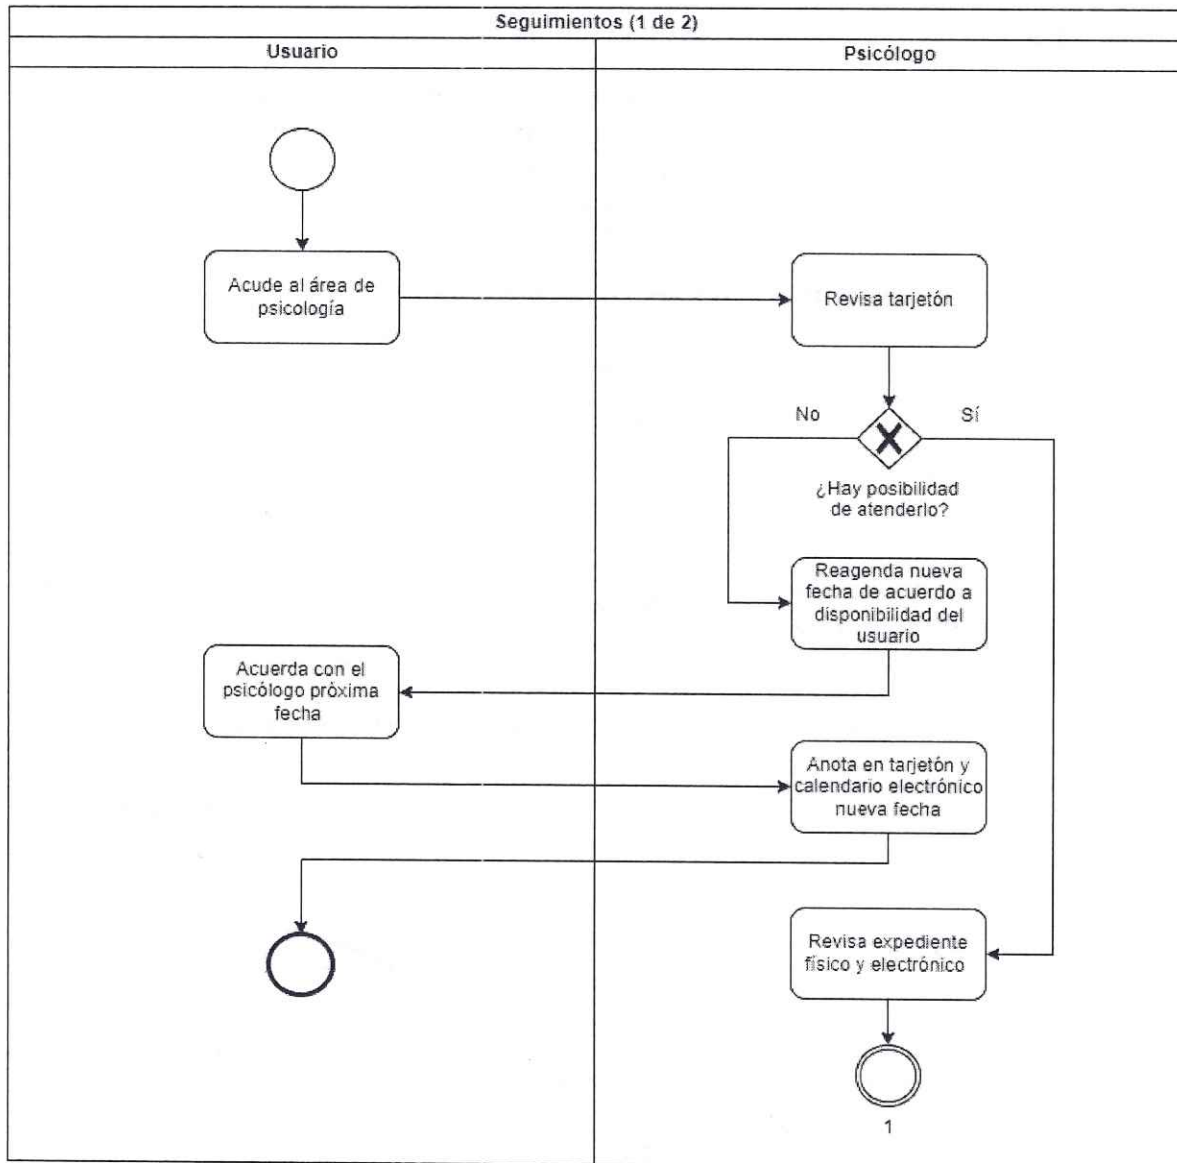 Seguimientos (1 de 2)
Usuario
Psicólogo
Acude al área de
psicología
Revisa tarjetón
No
Sí
¿Hay posibilidad
de atenderlo?
Reagenda nueva
fecha de acuerdo a
disponibilidad del
usuario
Acuerda con el
psicólogo próxima
fecha
Anota en tarjetón y
calendario electrónico
nueva fecha
Revisa expediente
físico y electrónico
1